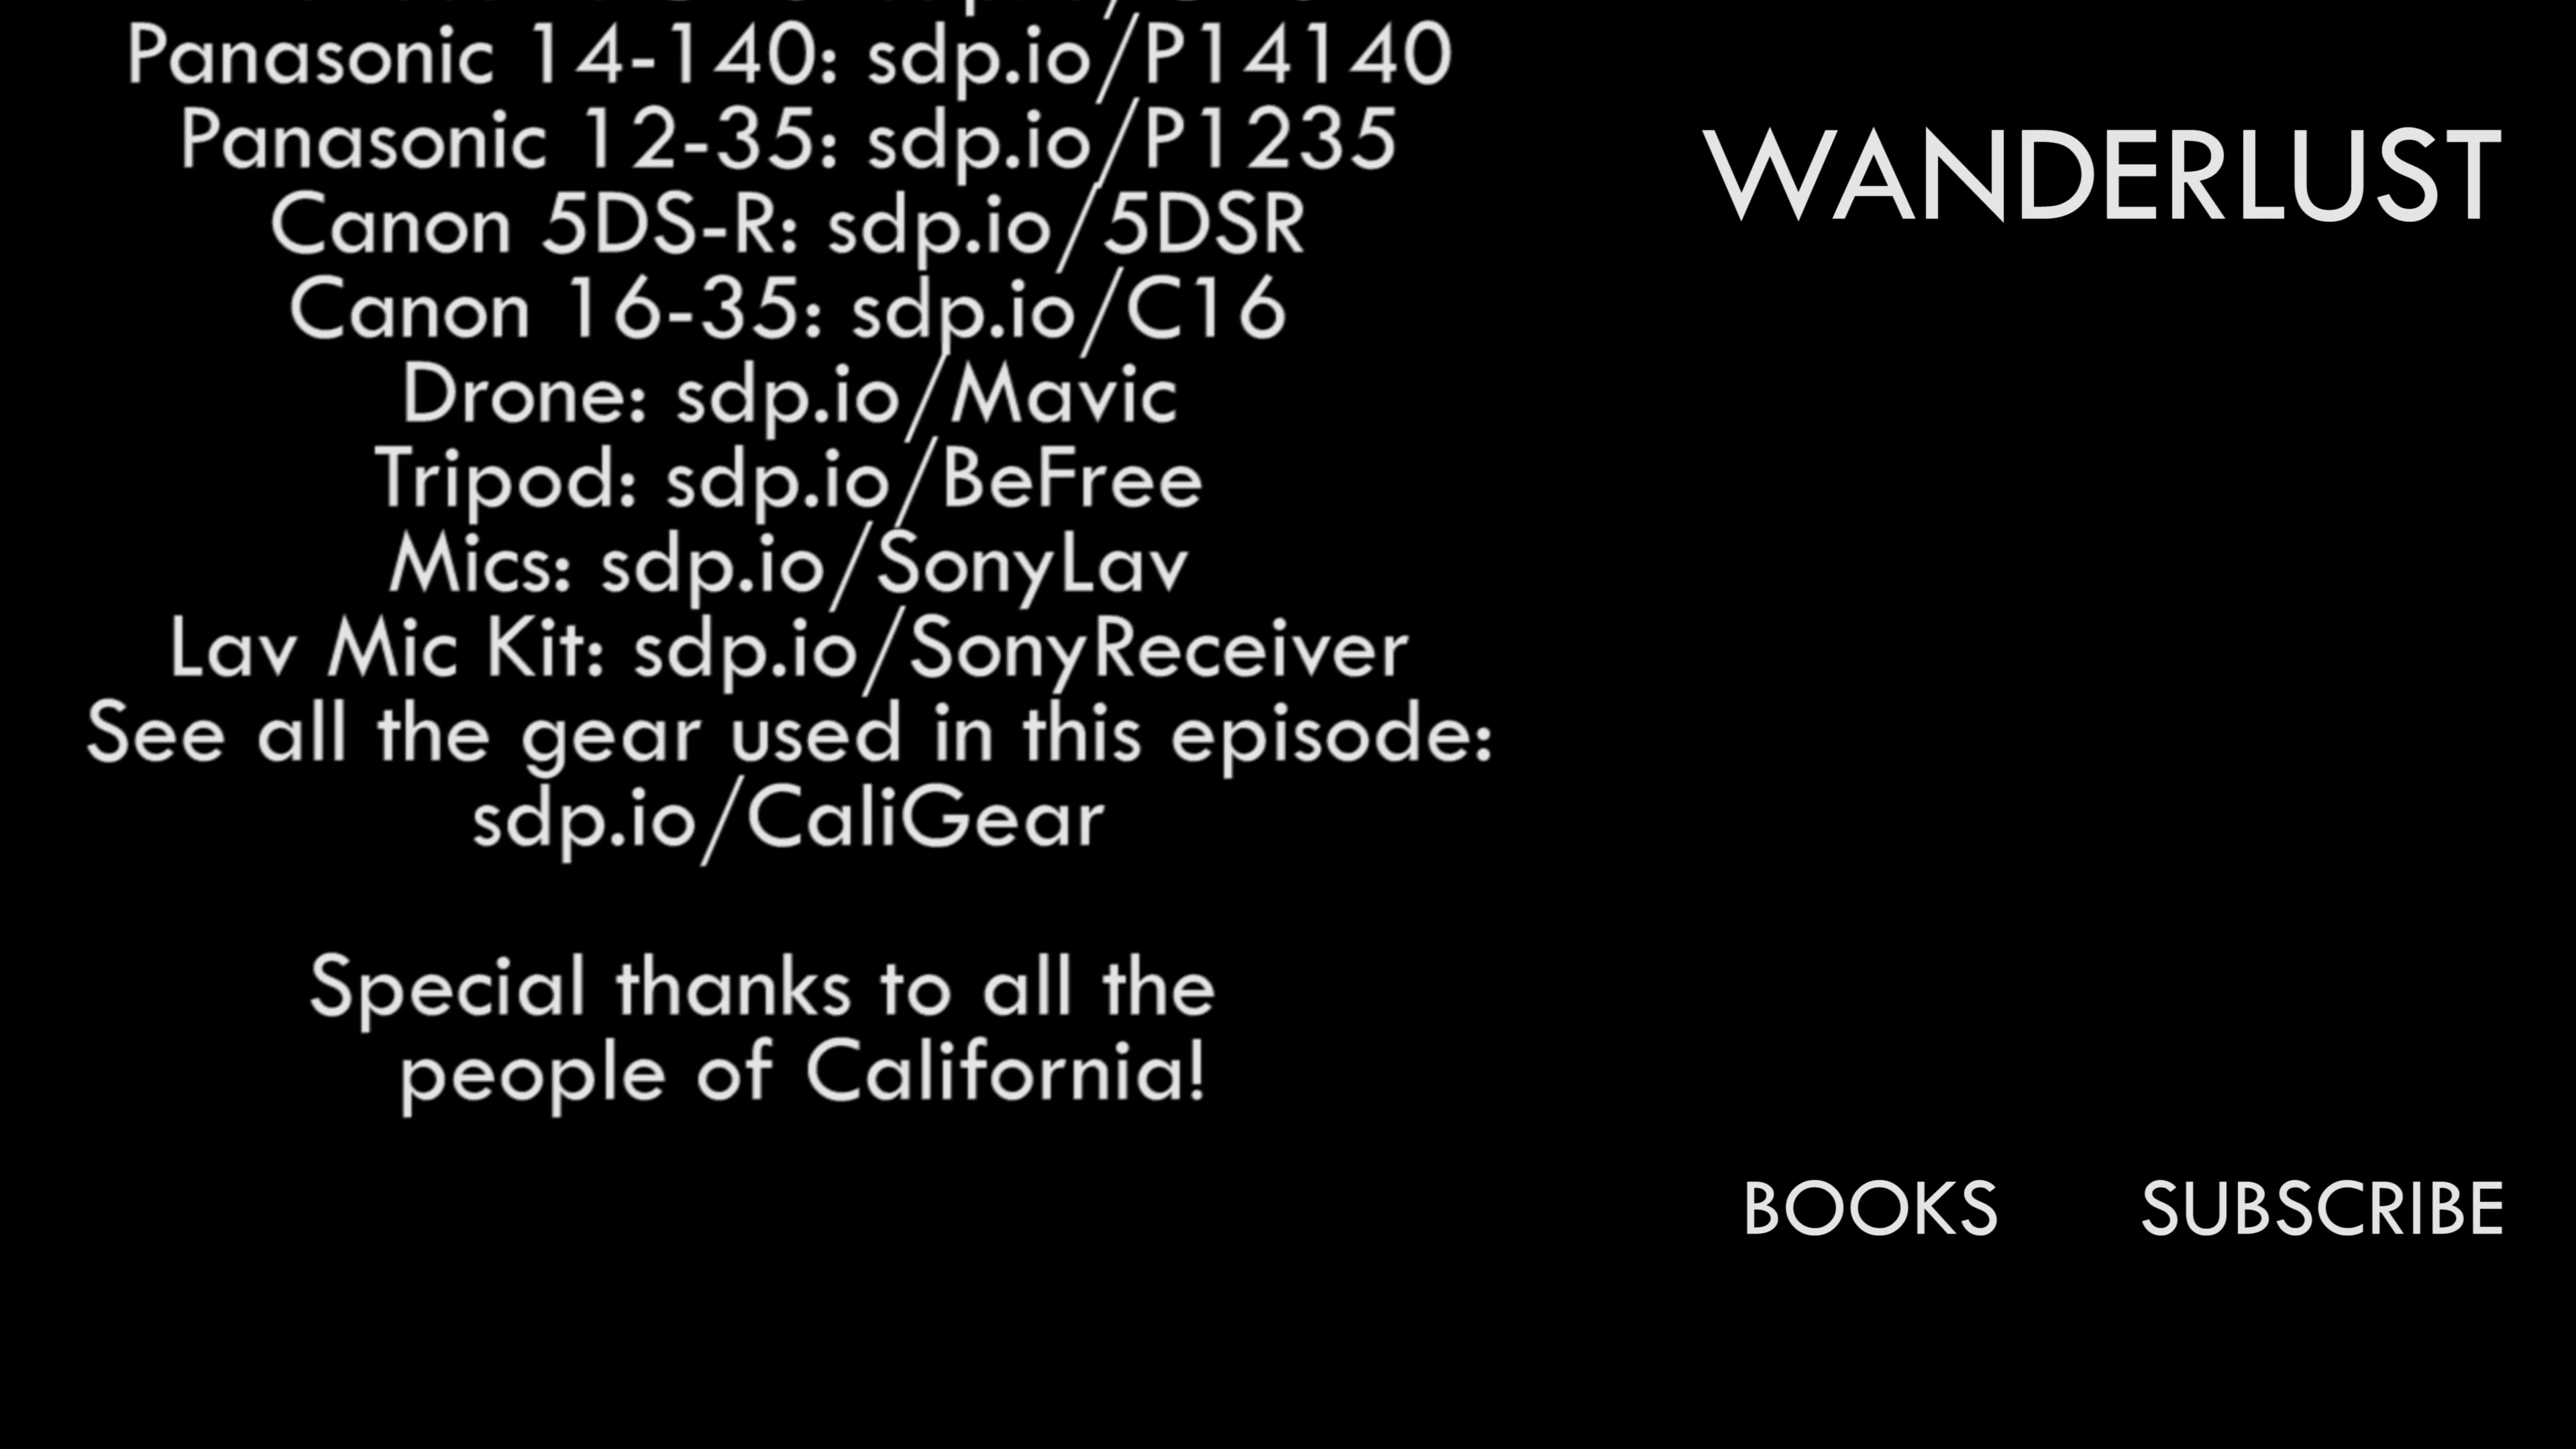 Panasonic 14-140: sdp.io/P14140
Panasonic 12-35: sdp.io/P1235
Canon 5DS-R: sdp.io/5DSR
Canon 16-35: sdp.io/C16
Drone: sdp.io/Mavic
Tripod: sdp.io/BeFree
Mics: sdp.io/SonyLav
Lav Mic Kit: sdp.io/SonyReceiver
See all the gear used in this episode:
sdp.io/CaliGear
Special thanks to all the
people of California!
WANDERLUST
BOOKS
SUBSCRIBE